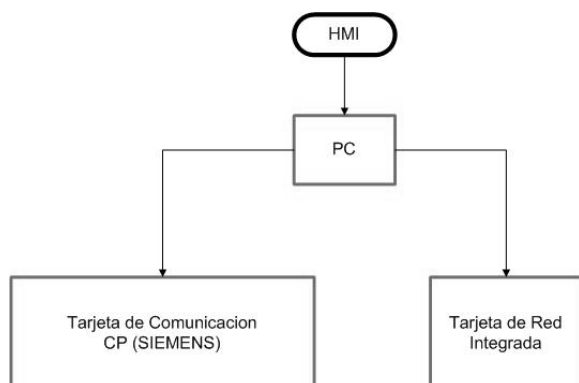 HMI
PC
Tarjeta de Comunicacion
CP (SIEMENS)
Tarjeta de Red
Integrada